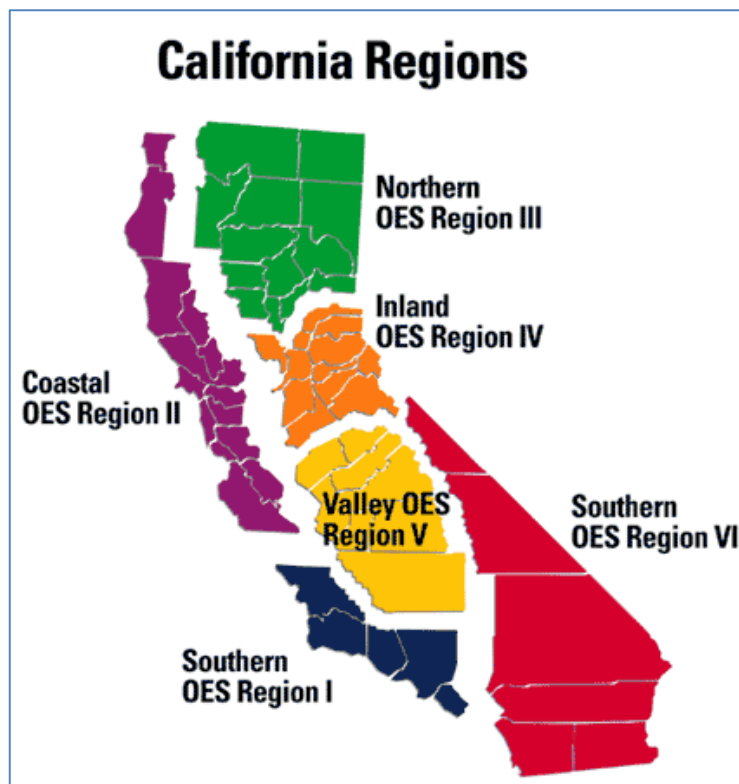 California Regions
Northern
OES Region III
Inland
OES Region IV
Coastal
OES Region II
Valley OES
Region V
Southern
OES Region VI
Southern
OES Region I